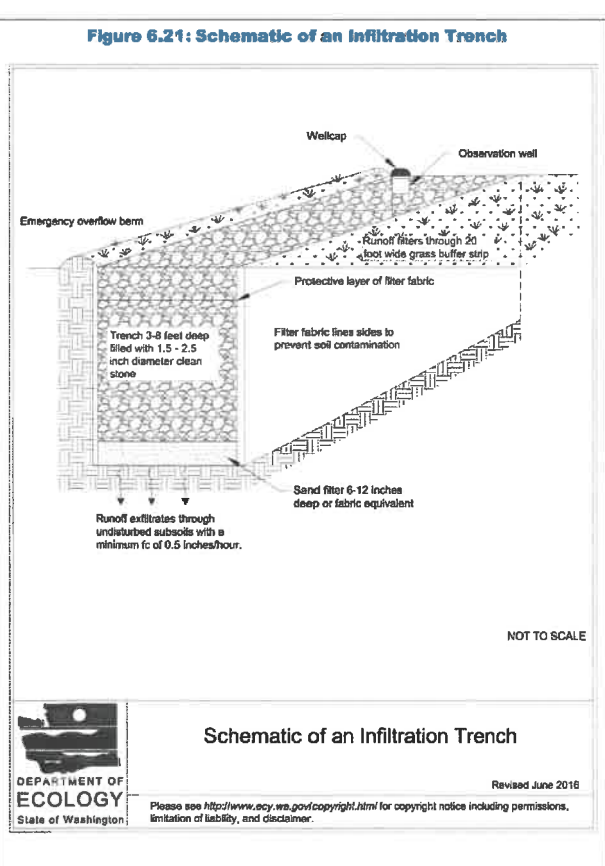 Figure 6.21: Schematic of an Infiltration Trench
Wellcap
Observation well
Emergency overflow berm
Runoff filters through 20
foot wide grass buffer strip
Protective layer of filter fabric
Trench 3-8 feet deep
filled with 1.5 - 2.5
inch diameter clean
stone
Filter fabric lines sides to
prevent soil contamination
Sand filter 6-12 inches
deep or fabric equivalent
Runoff exfiltrates through
undisturbed subsoils with a
minimum fc of 0.5 inches/hour.
NOT TO SCALE
DEPARTMENT OF
ECOLOGY
State of Washington
Schematic of an Infiltration Trench
Revised June 2016
Please see http://www.ecy.wa.gov/copyright.html for copyright notice including permissions,
limitation of liability, and disclaimer.